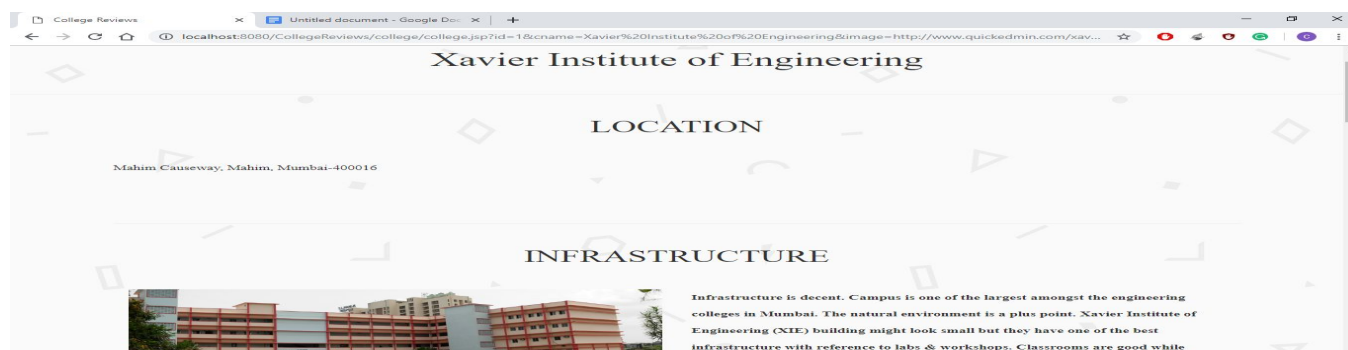 College Reviews
Untitled document - Google Doc
localhost:8080/CollegeReviews/college/college.jsp?id=1&cname=Xavier%20Institute%20of%20Engineering&image=http://www.quickedmin.com/xav...
Xavier Institute of Engineering
LOCATION
Mahim Causeway, Mahim, Mumbai-400016
INFRASTRUCTURE
Infrastructure is decent. Campus is one of the largest amongst the engineering
colleges in Mumbai. The natural environment is a plus point. Xavier Institute of
Engineering (XIE) building might look small but they have one of the best
infrastructure with reference to labs & workshops. Classrooms are good while